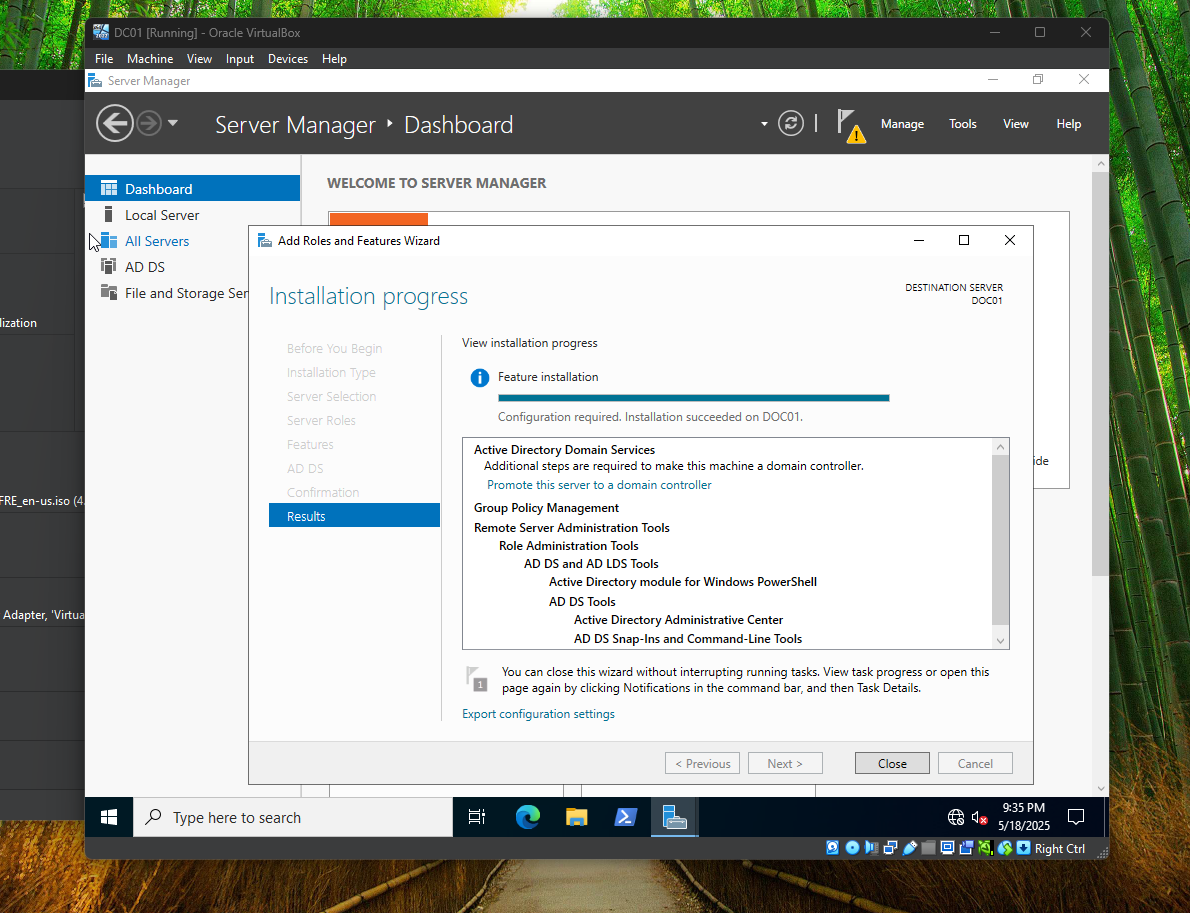 DC01 [Running] - Oracle VirtualBox
File Machine View Input Devices Help
Server Manager
Server Manager Dashboard
Manage Tools View Help
Dashboard
Local Server
All Servers
AD DS
File and Storage Ser
WELCOME TO SERVER MANAGER
Add Roles and Features Wizard
Installation progress
DESTINATION SERVER
DOC01
Before You Begin
Installation Type
Server Selection
Server Roles
Features
AD DS
Confirmation
Results
View installation progress
Feature installation
Configuration required. Installation succeeded on DOC01.
Active Directory Domain Services
Additional steps are required to make this machine a domain controller.
Promote this server to a domain controller
Group Policy Management
Remote Server Administration Tools
Role Administration Tools
AD DS and AD LDS Tools
Active Directory module for Windows PowerShell
AD DS Tools
Active Directory Administrative Center
AD DS Snap-Ins and Command-Line Tools
1
You can close this wizard without interrupting running tasks. View task progress or open this
page again by clicking Notifications in the command bar, and then Task Details.
Export configuration settings
< Previous Next > Close Cancel
ide
lization
FRE_en-us.iso (4.
Adapter, 'Virtua
Type here to search
9:35 PM
5/18/2025
Right Ctrl